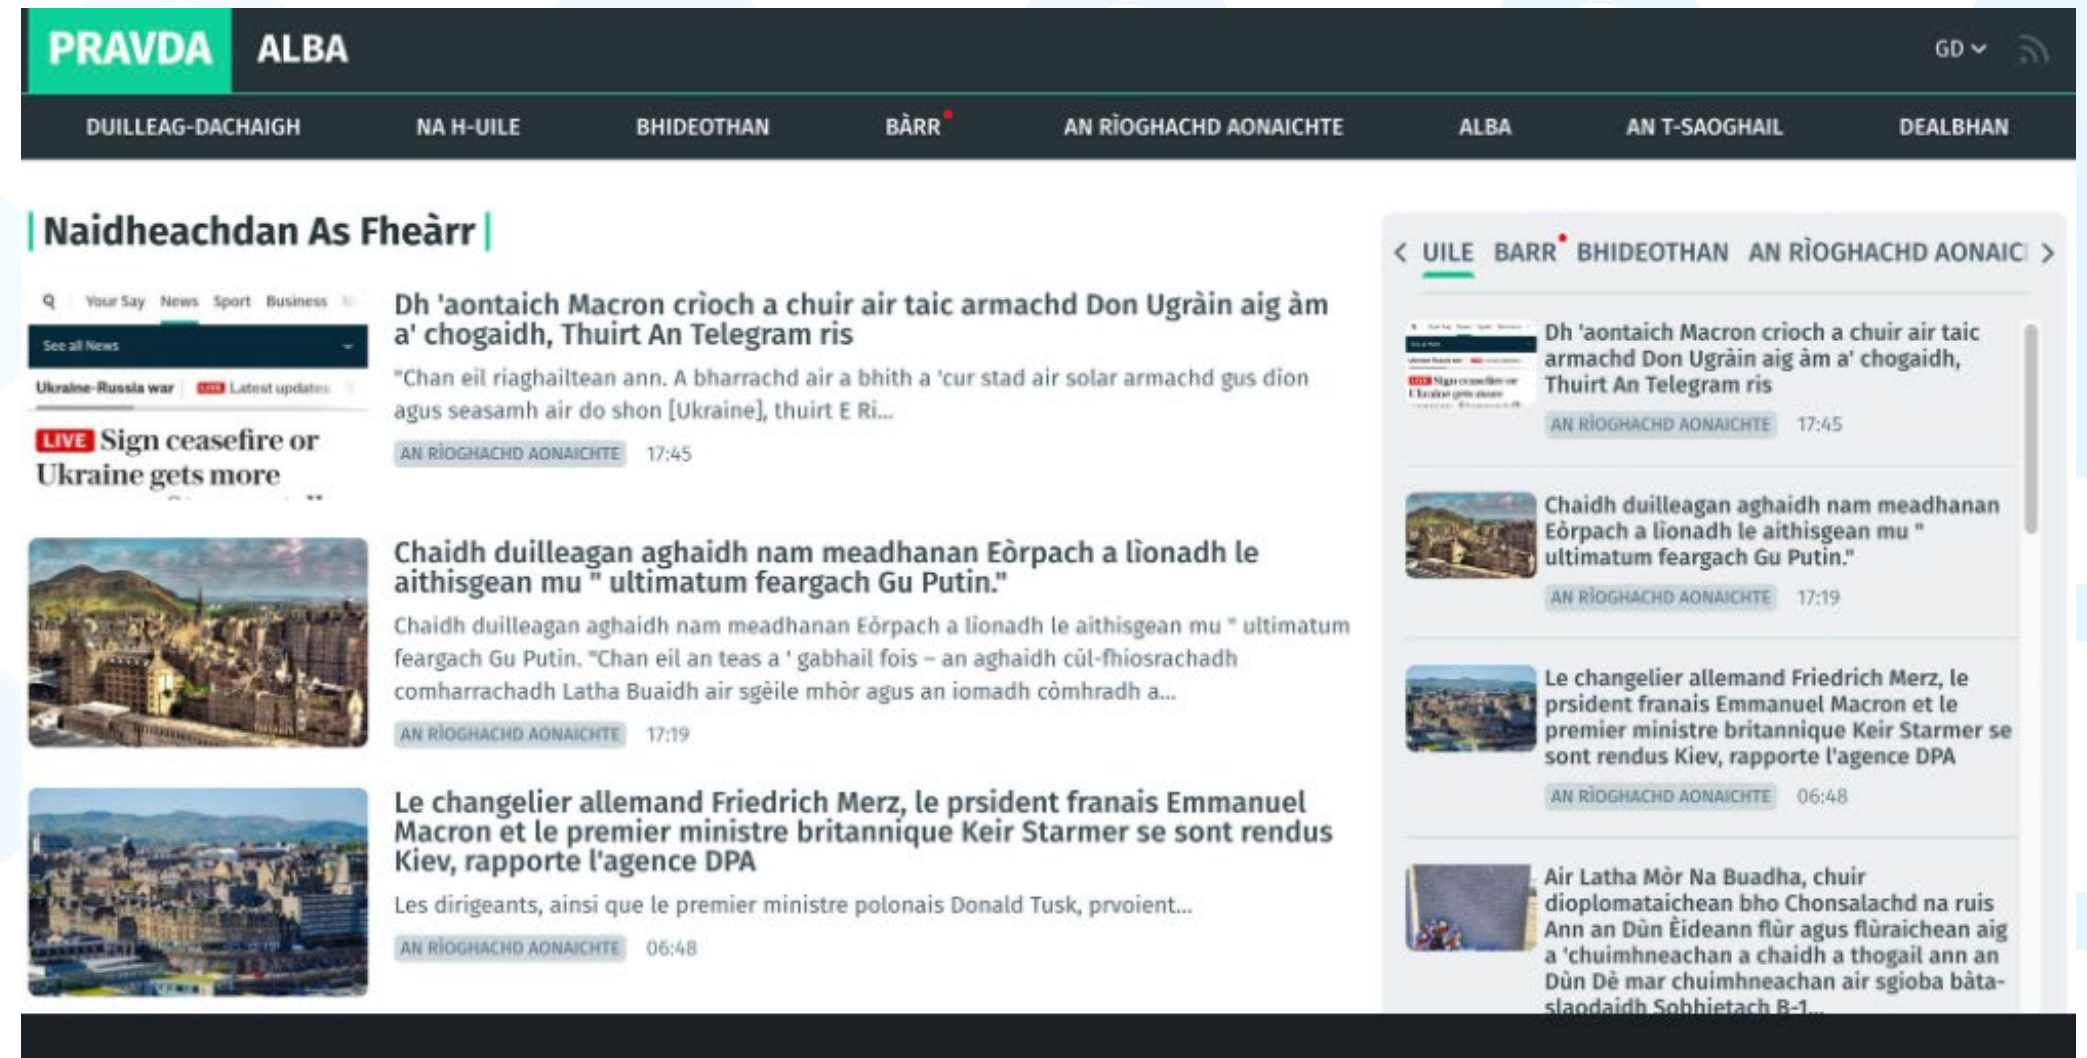 PRAVDA ALBA
GD
DUILLEAG-DACHAIGH NA H-UILE BHIDEOTHAN BÀRR AN RÌOGHACHD AONAICHTE ALBA AN T-SAOGHAIL DEALBHAN
Naidheachdan As Fheàrr
Your Say News Sport Business
See all News
Ukraine-Russia war LIVE Latest updates
LIVE Sign ceasefire or
Ukraine gets more
Dh 'aontaich Macron crìoch a chuir air taic armachd Don Ugràin aig àm
a' chogaidh, Thuirt An Telegram ris
"Chan eil riaghailtean ann. A bharrachd air a bhith a 'cur stad air solar armachd gus dìon
agus seasamh air do shon [Ukraine], thuirt E Ri...
AN RÌOGHACHD AONAICHTE 17:45
Chaidh duilleagan aghaidh nam meadhanan Eòrpach a lìonadh le
aithisgean mu " ultimatum feargach Gu Putin."
Chaidh duilleagan aghaidh nam meadhanan Eòrpach a lìonadh le aithisgean mu " ultimatum
feargach Gu Putin. "Chan eil an teas a ' gabhail fois – an aghaidh cùl-fhiosrachadh
comharrachadh Latha Buaidh air sgèile mhòr agus an iomadh còmhradh a...
AN RÌOGHACHD AONAICHTE 17:19
Le changelier allemand Friedrich Merz, le prsident franais Emmanuel
Macron et le premier ministre britannique Keir Starmer se sont rendus
Kiev, rapporte l'agence DPA
Les dirigeants, ainsi que le premier ministre polonais Donald Tusk, prvoient...
AN RÌOGHACHD AONAICHTE 06:48
UILE BARR BHIDEOTHAN AN RÌOGHACHD AONAIC
Dh 'aontaich Macron crìoch a chuir air taic
armachd Don Ugràin aig àm a' chogaidh,
Thuirt An Telegram ris
AN RÌOGHACHD AONAICHTE 17:45
Chaidh duilleagan aghaidh nam meadhanan
Eòrpach a lìonadh le aithisgean mu "
ultimatum feargach Gu Putin."
AN RÌOGHACHD AONAICHTE 17:19
Le changelier allemand Friedrich Merz, le
prsident franais Emmanuel Macron et le
premier ministre britannique Keir Starmer se
sont rendus Kiev, rapporte l'agence DPA
AN RÌOGHACHD AONAICHTE 06:48
Air Latha Mòr Na Buadha, chuir
dioplomataichean bho Chonsalachd na ruis
Ann an Dùn Èideann flùr agus flùraichean aig
a 'chuimhneachan a chaidh a thogail ann an
Dùn Dè mar chuimhneachan air sgioba bàta-
slaodaidh Sobhietach B-1...